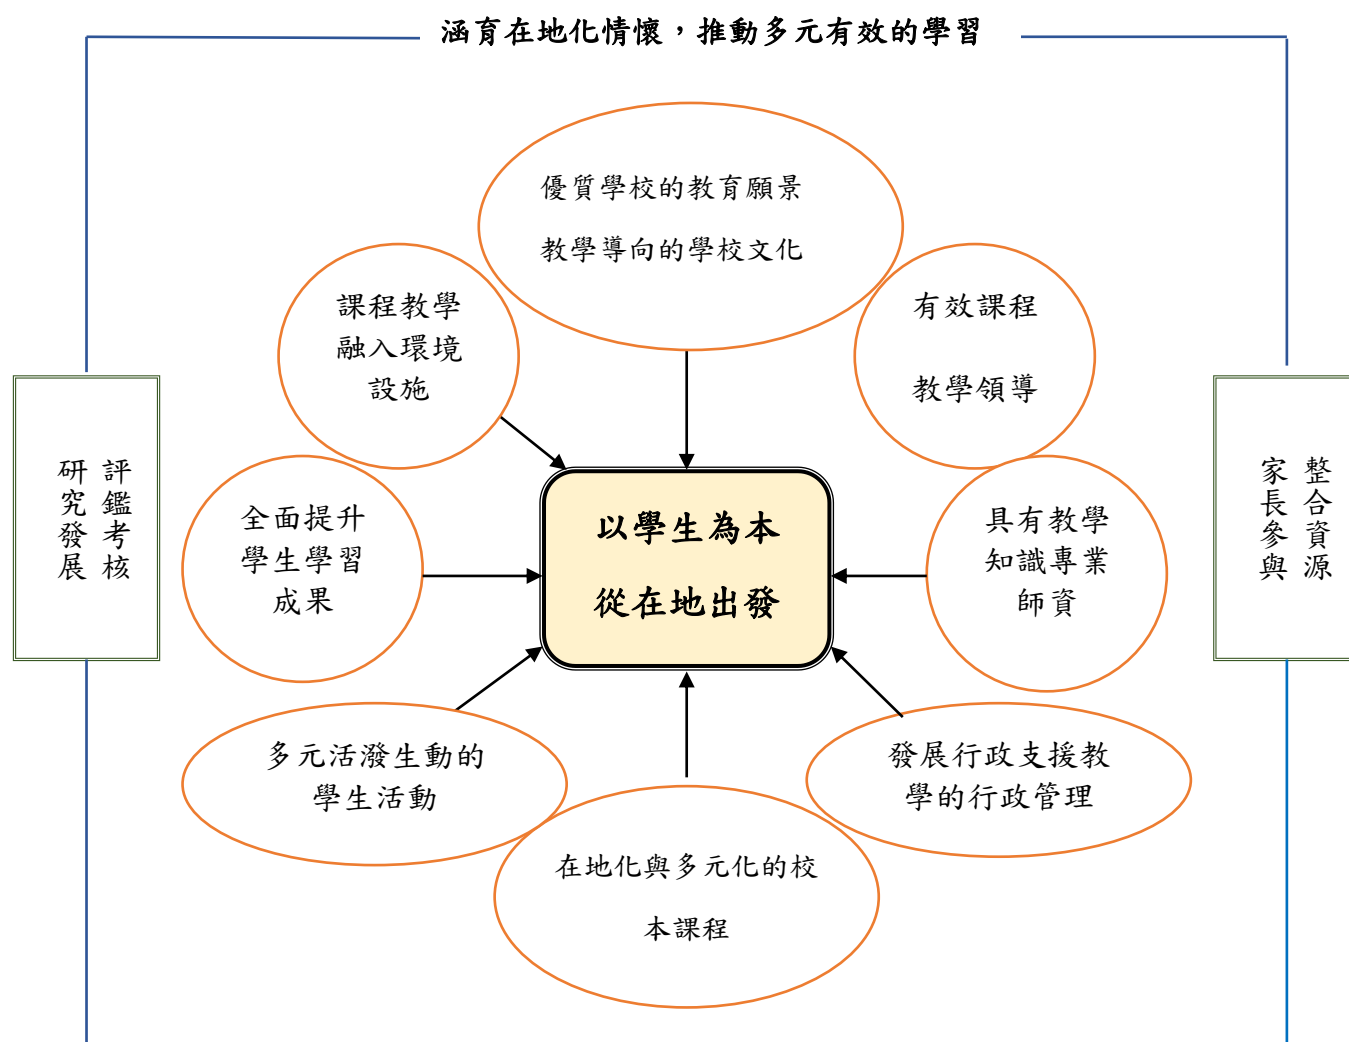 涵育在地化情懷，推動多元有效的學習
優質學校的教育願景
教學導向的學校文化
課程教學
融入環境
設施
有效課程
教學領導
評鑑考核
研究發展
全面提升
學生學習
成果
以學生為本
從在地出發
具有教學
知識專業
師資
整合資源
家長參與
多元活潑生動的
學生活動
在地化與多元化的校
本課程
發展行政支援教
學的行政管理